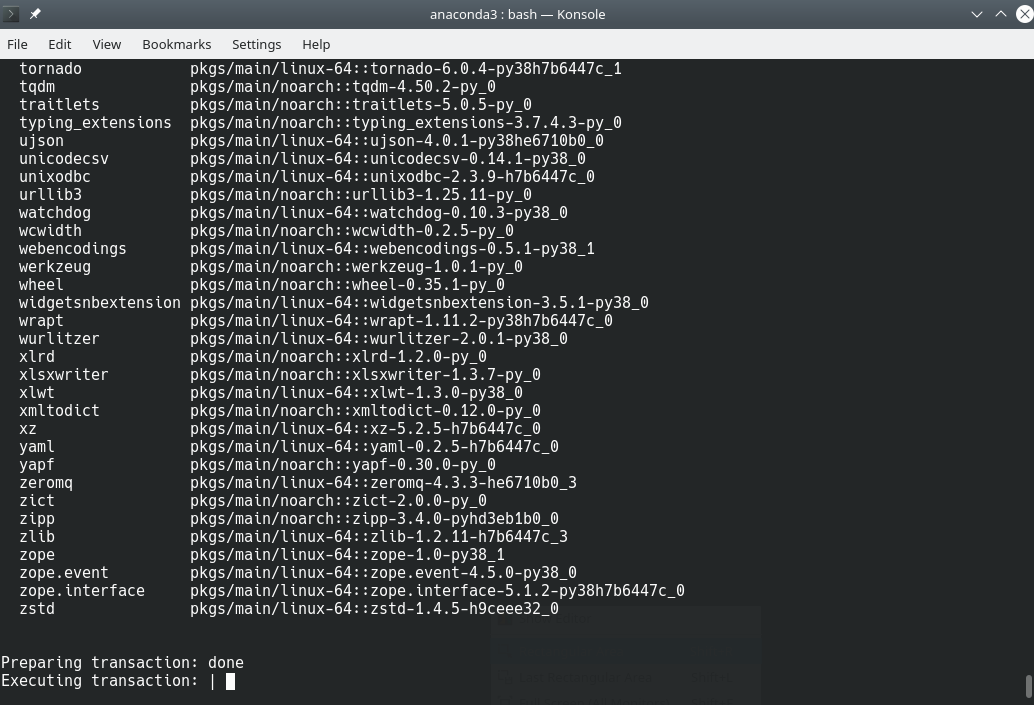 anaconda3 : bash — Konsole
File Edit View Bookmarks Settings Help
tornado pkgs/main/linux-64::tornado-6.0.4-py38h7b6447c_1
tqdm pkgs/main/noarch::tqdm-4.50.2-py_0
traitlets pkgs/main/noarch::traitlets-5.0.5-py_0
typing_extensions pkgs/main/noarch::typing_extensions-3.7.4.3-py_0
ujson pkgs/main/linux-64::ujson-4.0.1-py38he6710b0_0
unicodecsv pkgs/main/linux-64::unicodecsv-0.14.1-py38_0
unixodbc pkgs/main/linux-64::unixodbc-2.3.9-h7b6447c_0
urllib3 pkgs/main/noarch::urllib3-1.25.11-py_0
watchdog pkgs/main/linux-64::watchdog-0.10.3-py38_0
wcwidth pkgs/main/noarch::wcwidth-0.2.5-py_0
webencodings pkgs/main/linux-64::webencodings-0.5.1-py38_1
werkzeug pkgs/main/noarch::werkzeug-1.0.1-py_0
wheel pkgs/main/noarch::wheel-0.35.1-py_0
widgetsnbextension pkgs/main/linux-64::widgetsnbextension-3.5.1-py38_0
wrapt pkgs/main/linux-64::wrapt-1.11.2-py38h7b6447c_0
wurlitzer pkgs/main/linux-64::wurlitzer-2.0.1-py38_0
xlrd pkgs/main/noarch::xlrd-1.2.0-py_0
xlsxwriter pkgs/main/noarch::xlsxwriter-1.3.7-py_0
xlwt pkgs/main/linux-64::xlwt-1.3.0-py38_0
xmltodict pkgs/main/noarch::xmltodict-0.12.0-py_0
xz pkgs/main/linux-64::xz-5.2.5-h7b6447c_0
yaml pkgs/main/linux-64::yaml-0.2.5-h7b6447c_0
yapf pkgs/main/noarch::yapf-0.30.0-py_0
zeromq pkgs/main/linux-64::zeromq-4.3.3-he6710b0_3
zict pkgs/main/noarch::zict-2.0.0-py_0
zipp pkgs/main/noarch::zipp-3.4.0-pyhd3eb1b0_0
zlib pkgs/main/linux-64::zlib-1.2.11-h7b6447c_3
zope pkgs/main/linux-64::zope-1.0-py38_1
zope.event pkgs/main/linux-64::zope.event-4.5.0-py38_0
zope.interface pkgs/main/linux-64::zope.interface-5.1.2-py38h7b6447c_0
zstd pkgs/main/linux-64::zstd-1.4.5-h9ceee32_0
Preparing transaction: done
Executing transaction: |